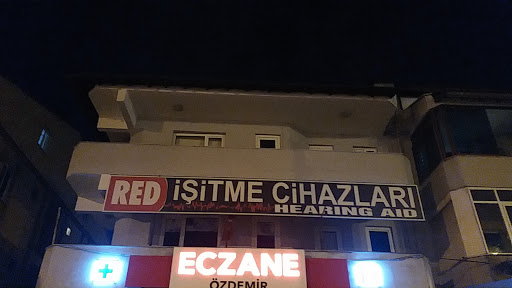 RED İŞİTME CİHAZLARI
HEARING AID
ECZANE
ÖZDEMİR